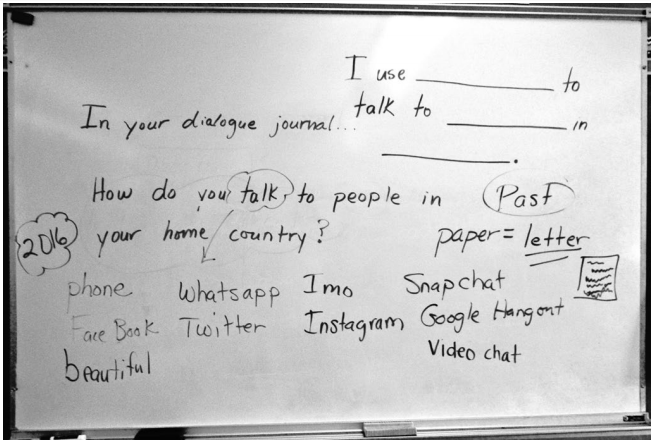 I use ________ to
talk to ________ in
________.
In your dialogue journal...
How do you talk to people in
your home country?
2016
Past
paper = letter
phone Whatsapp Imo Snapchat
Face Book Twitter Instagram Google Hangout
beautiful Video chat